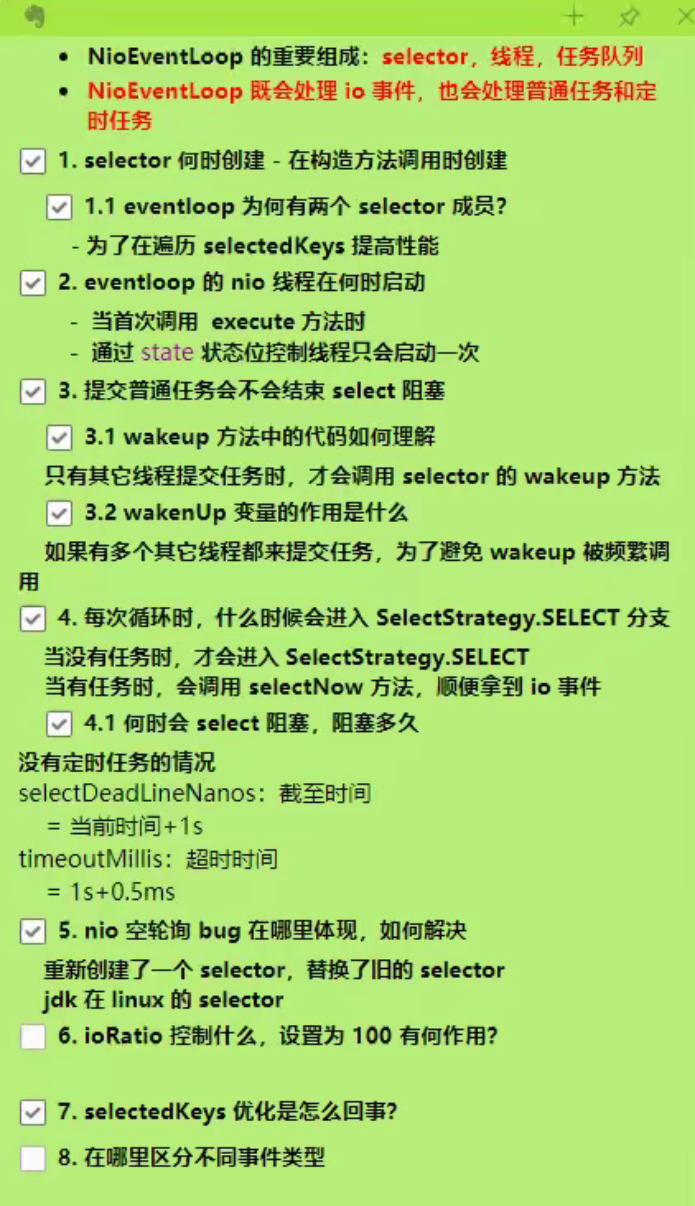 • NioEventLoop 的重要组成：selector，线程，任务队列
• NioEventLoop 既会处理 io 事件，也会处理普通任务和定
时任务
1. selector 何时创建 - 在构造方法调用时创建
1.1 eventloop 为何有两个 selector 成员？
- 为了在遍历 selectedKeys 提高性能
2. eventloop 的 nio 线程在何时启动
- 当首次调用 execute 方法时
- 通过 state 状态位控制线程只会启动一次
3. 提交普通任务会不会结束 select 阻塞
3.1 wakeup 方法中的代码如何理解
只有其它线程提交任务时，才会调用 selector 的 wakeup 方法
3.2 wakenUp 变量的作用是什么
如果有多个其它线程都来提交任务，为了避免 wakeup 被频繁调
用
4. 每次循环时，什么时候会进入 SelectStrategy.SELECT 分支
当没有任务时，才会进入 SelectStrategy.SELECT
当有任务时，会调用 selectNow 方法，顺便拿到 io 事件
4.1 何时会 select 阻塞，阻塞多久
没有定时任务的情况
selectDeadLineNanos：截至时间
= 当前时间+1s
timeoutMillis：超时时间
= 1s+0.5ms
5. nio 空轮询 bug 在哪里体现，如何解决
重新创建了一个 selector，替换了旧的 selector
jdk 在 linux 的 selector
6. ioRatio 控制什么，设置为 100 有何作用？
7. selectedKeys 优化是怎么回事？
8. 在哪里区分不同事件类型